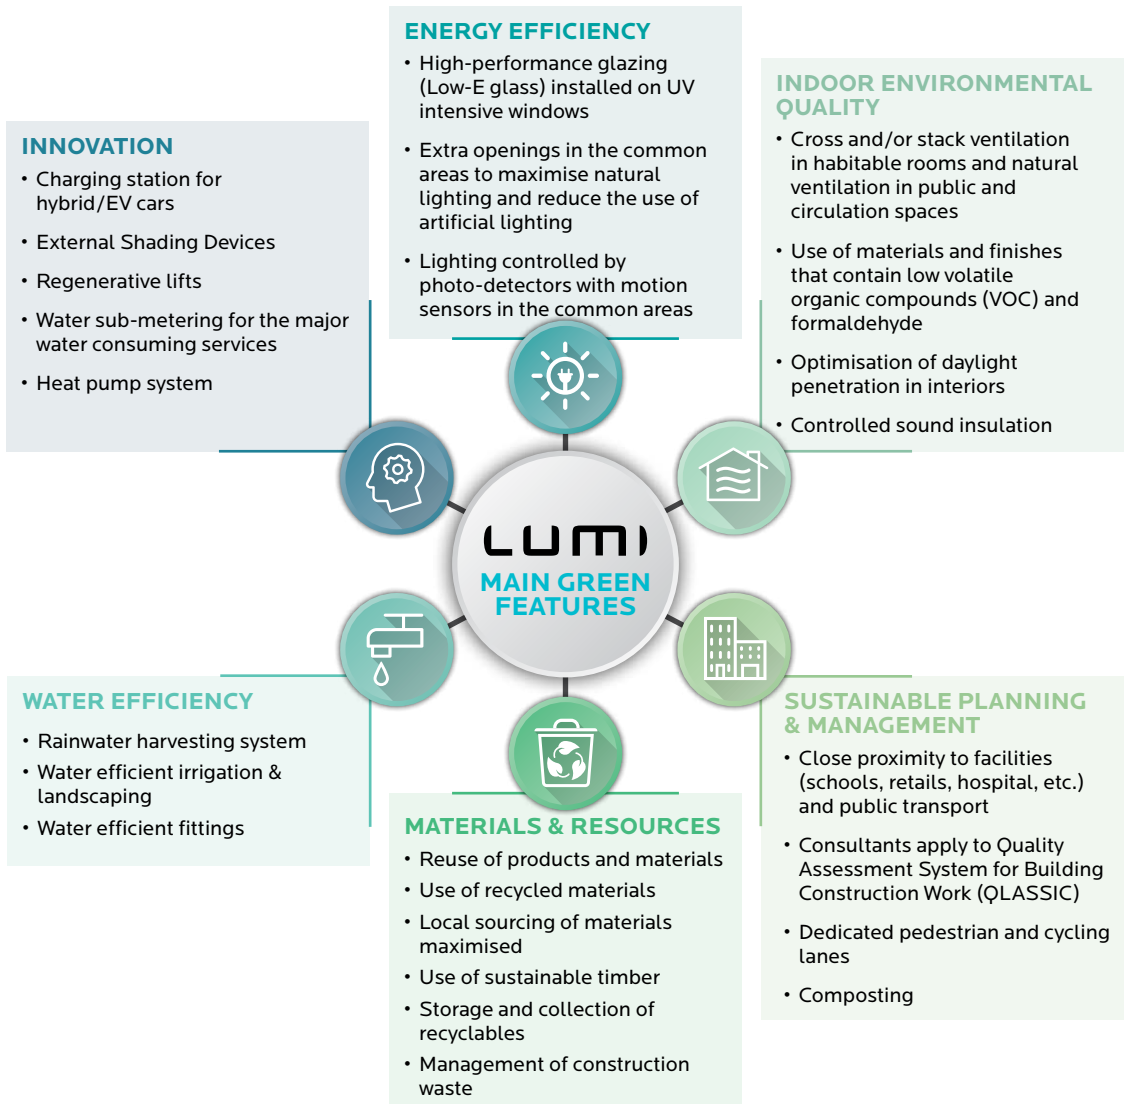 ENERGY EFFICIENCY
• High-performance glazing
(Low-E glass) installed on UV
intensive windows
• Extra openings in the common
areas to maximise natural
lighting and reduce the use of
artificial lighting
• Lighting controlled by
photo-detectors with motion
sensors in the common areas
INDOOR ENVIRONMENTAL
QUALITY
• Cross and/or stack ventilation
in habitable rooms and natural
ventilation in public and
circulation spaces
• Use of materials and finishes
that contain low volatile
organic compounds (VOC) and
formaldehyde
• Optimisation of daylight
penetration in interiors
• Controlled sound insulation
INNOVATION
• Charging station for
hybrid/EV cars
• External Shading Devices
• Regenerative lifts
• Water sub-metering for the major
water consuming services
• Heat pump system
LUMI
MAIN GREEN
FEATURES
WATER EFFICIENCY
• Rainwater harvesting system
• Water efficient irrigation &
landscaping
• Water efficient fittings
MATERIALS & RESOURCES
• Reuse of products and materials
• Use of recycled materials
• Local sourcing of materials
maximised
• Use of sustainable timber
• Storage and collection of
recyclables
• Management of construction
waste
SUSTAINABLE PLANNING
& MANAGEMENT
• Close proximity to facilities
(schools, retails, hospital, etc.)
and public transport
• Consultants apply to Quality
Assessment System for Building
Construction Work (QLASSIC)
• Dedicated pedestrian and cycling
lanes
• Composting